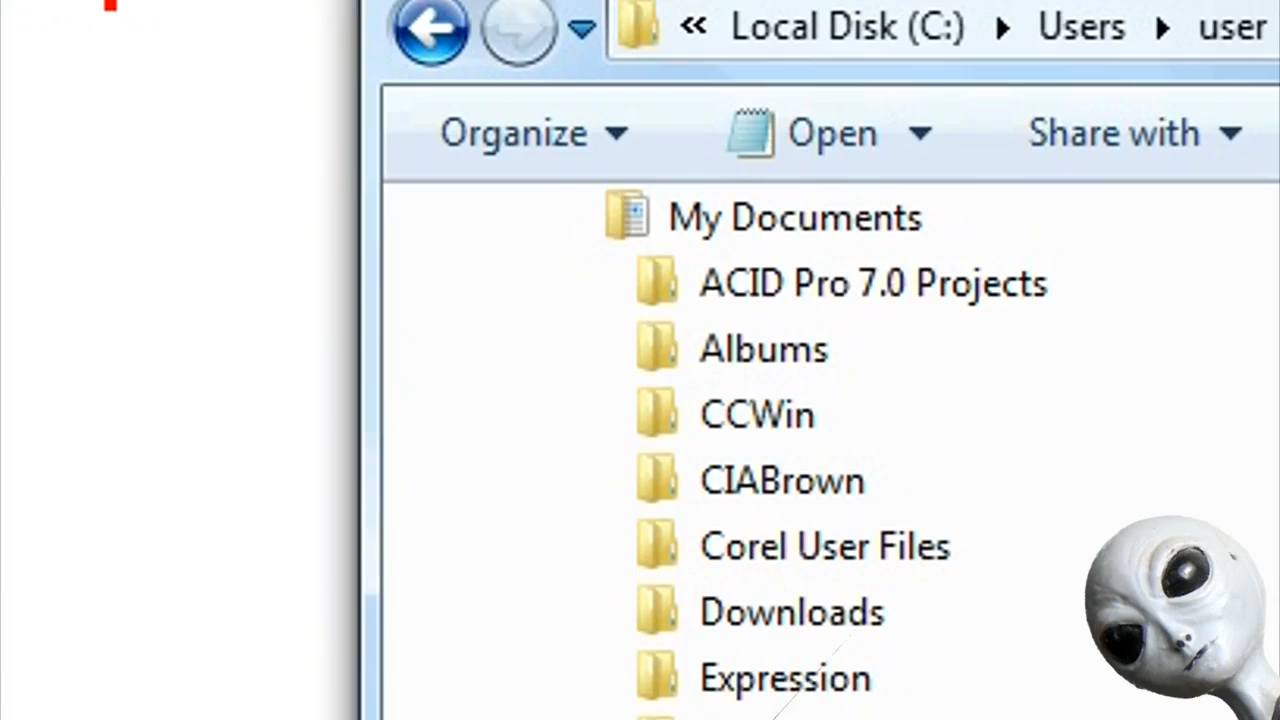 « Local Disk (C:) ▸ Users ▸ user
Organize ▾ Open ▾ Share with ▾
My Documents
ACID Pro 7.0 Projects
Albums
CCWin
CIABrown
Corel User Files
Downloads
Expression